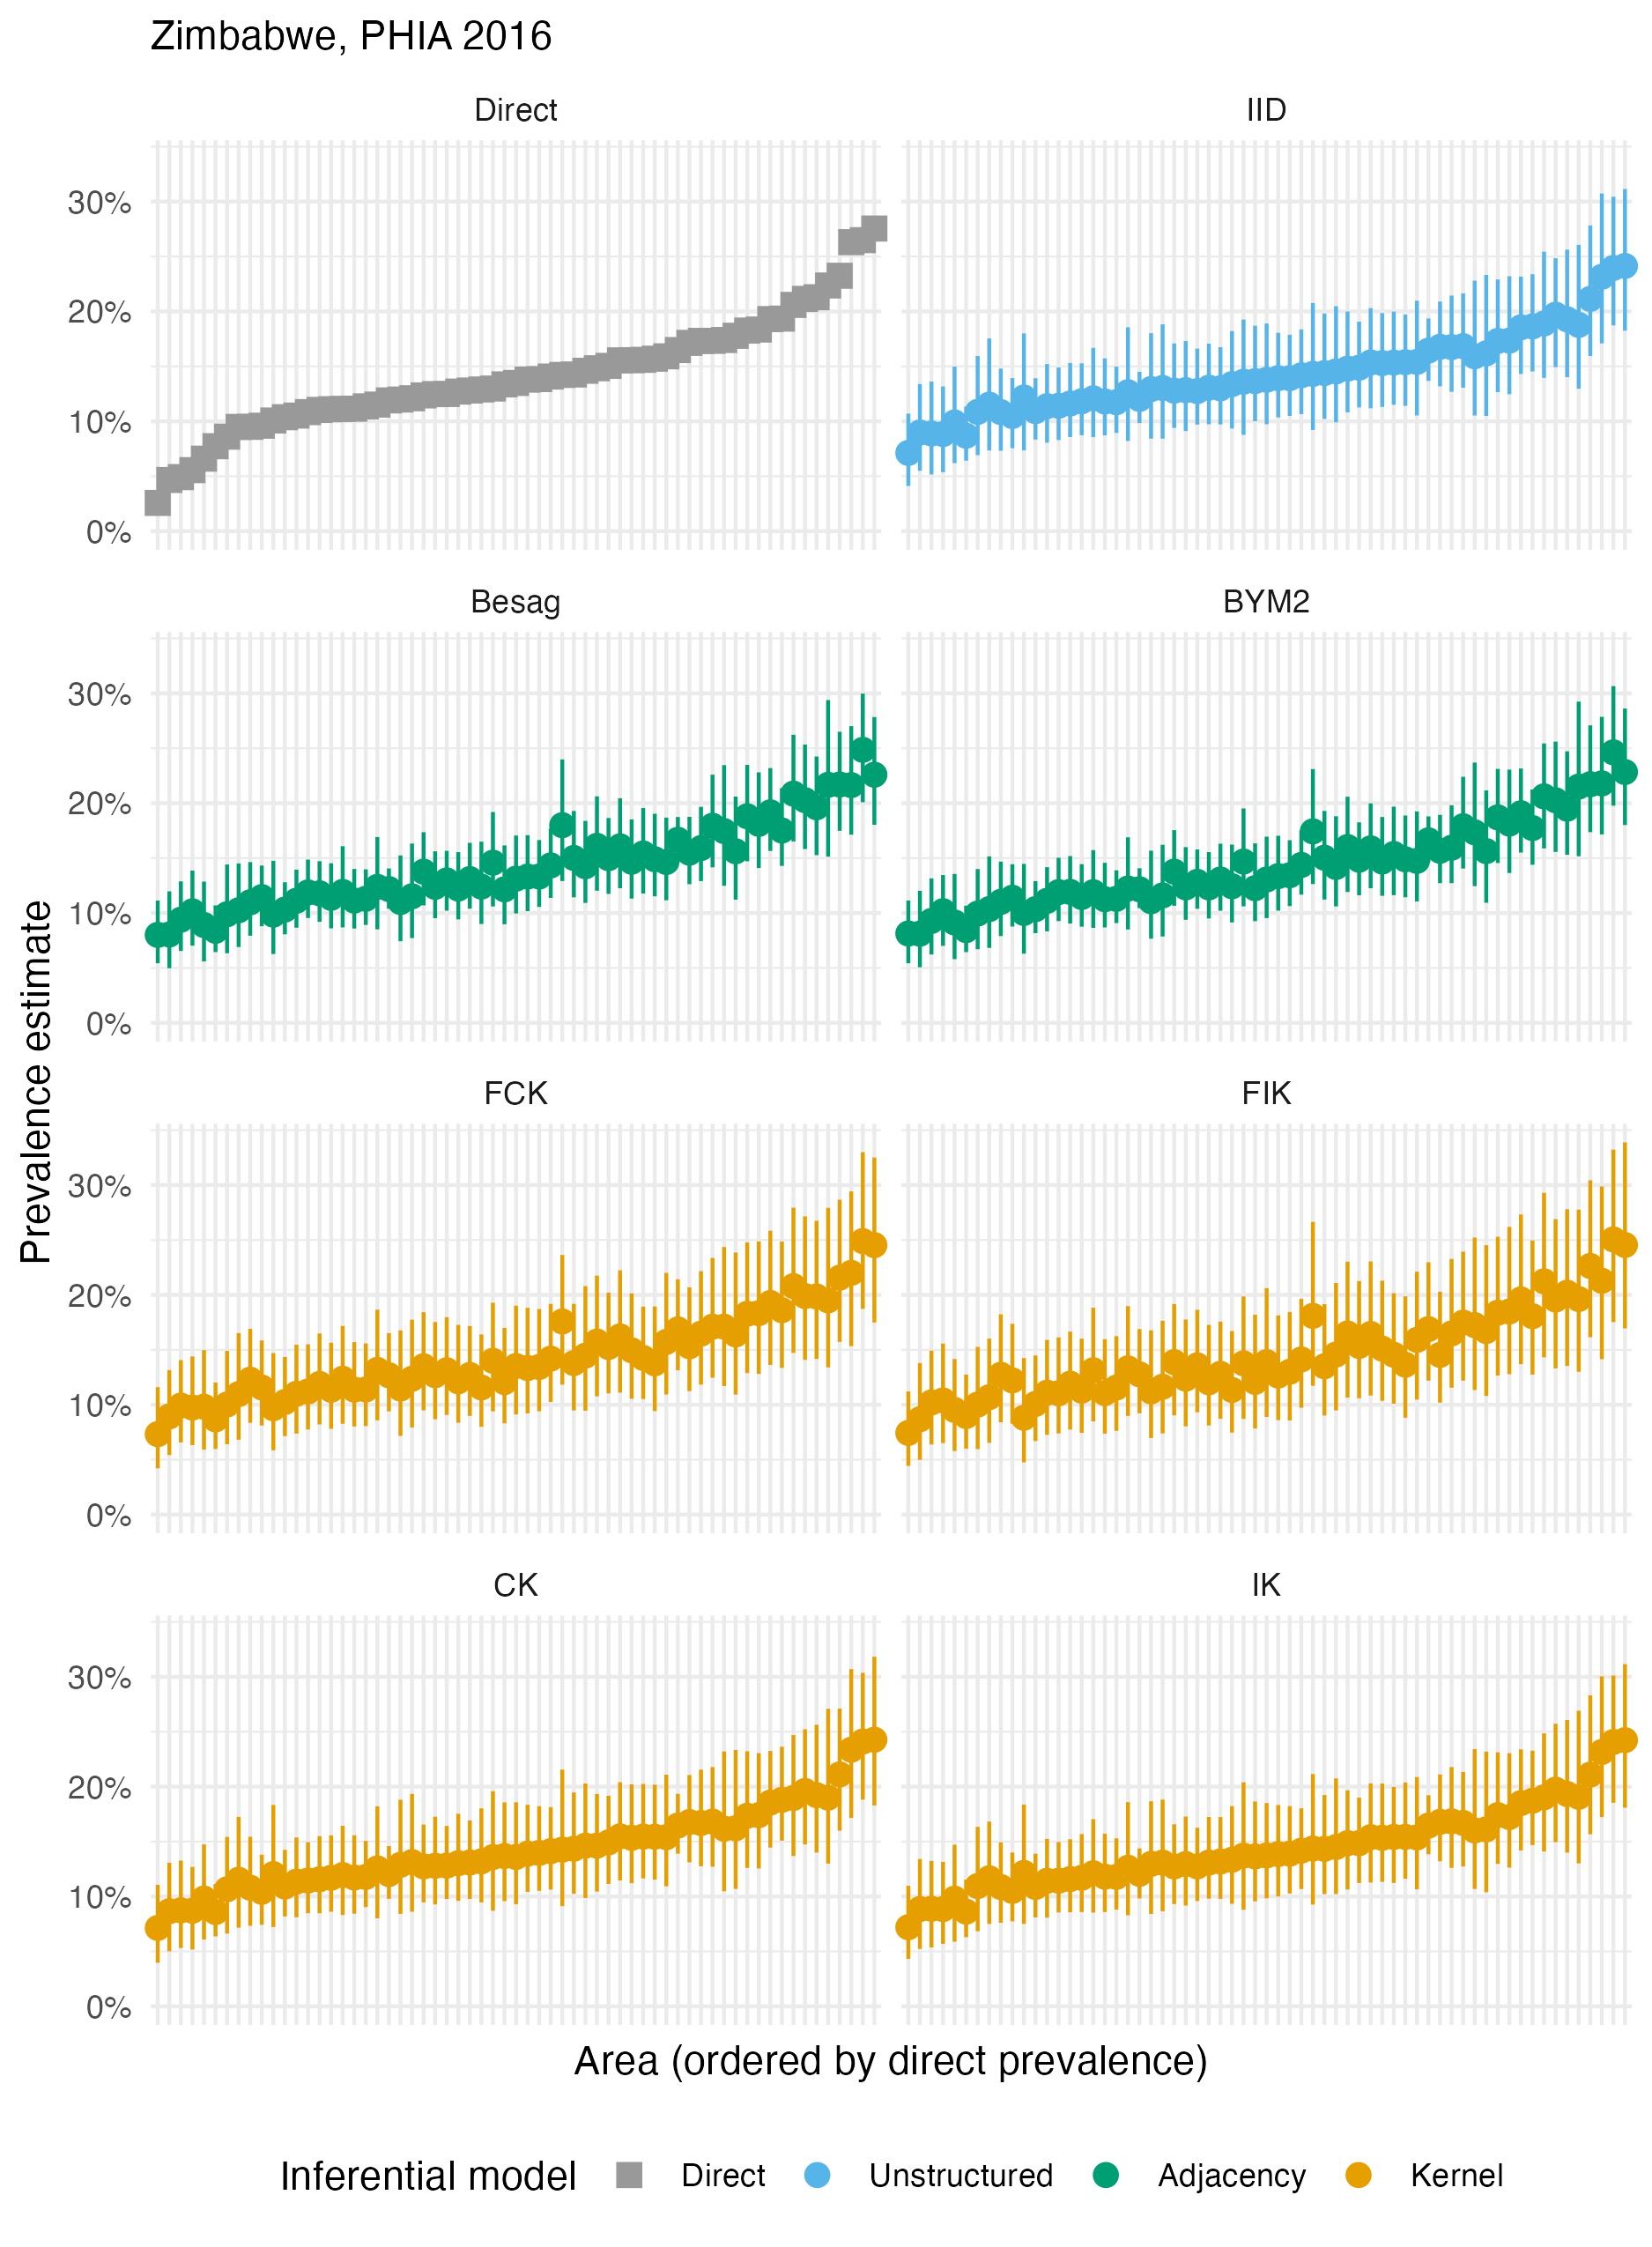 Zimbabwe, PHIA 2016
Direct
IID
30%
20%
10%
0%
Besag
BYM2
30%
20%
10%
0%
FCK
FIK
30%
20%
10%
0%
CK
IK
30%
20%
10%
0%
Prevalence estimate
Area (ordered by direct prevalence)
Inferential model
Direct
Unstructured
Adjacency
Kernel